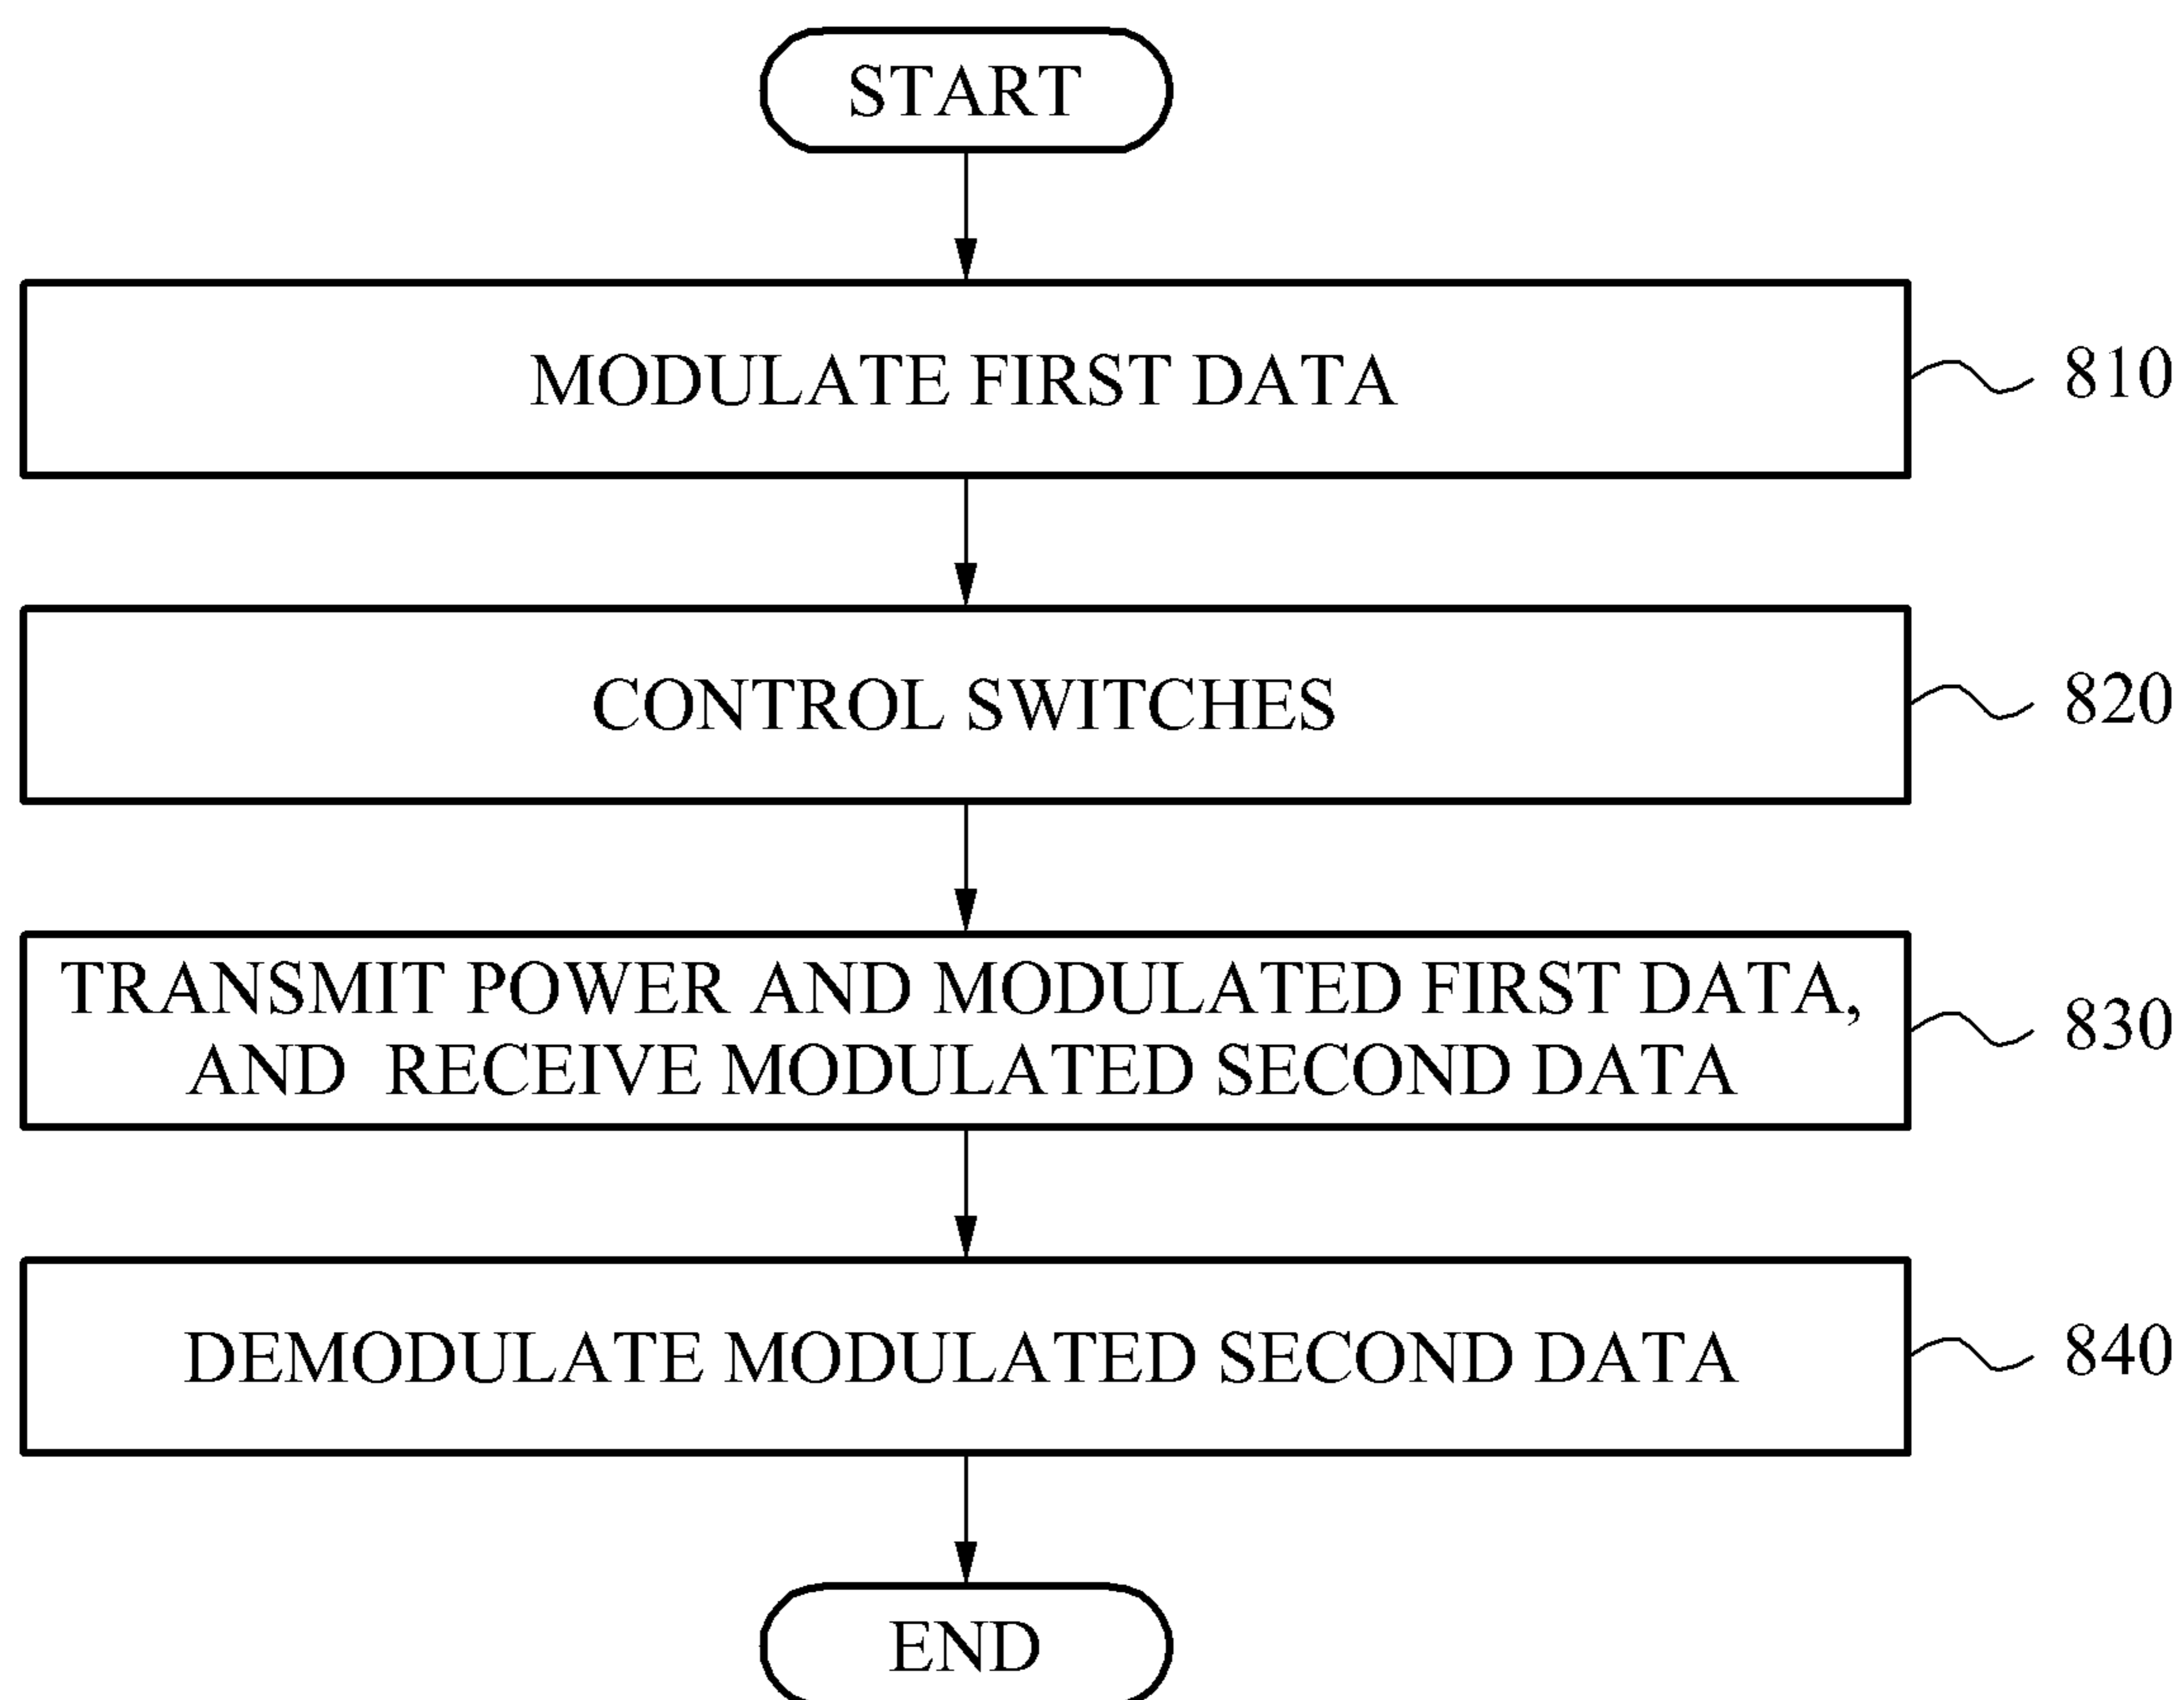 START
MODULATE FIRST DATA
810
CONTROL SWITCHES
820
TRANSMIT POWER AND MODULATED FIRST DATA,
AND RECEIVE MODULATED SECOND DATA
830
DEMODULATE MODULATED SECOND DATA
840
END